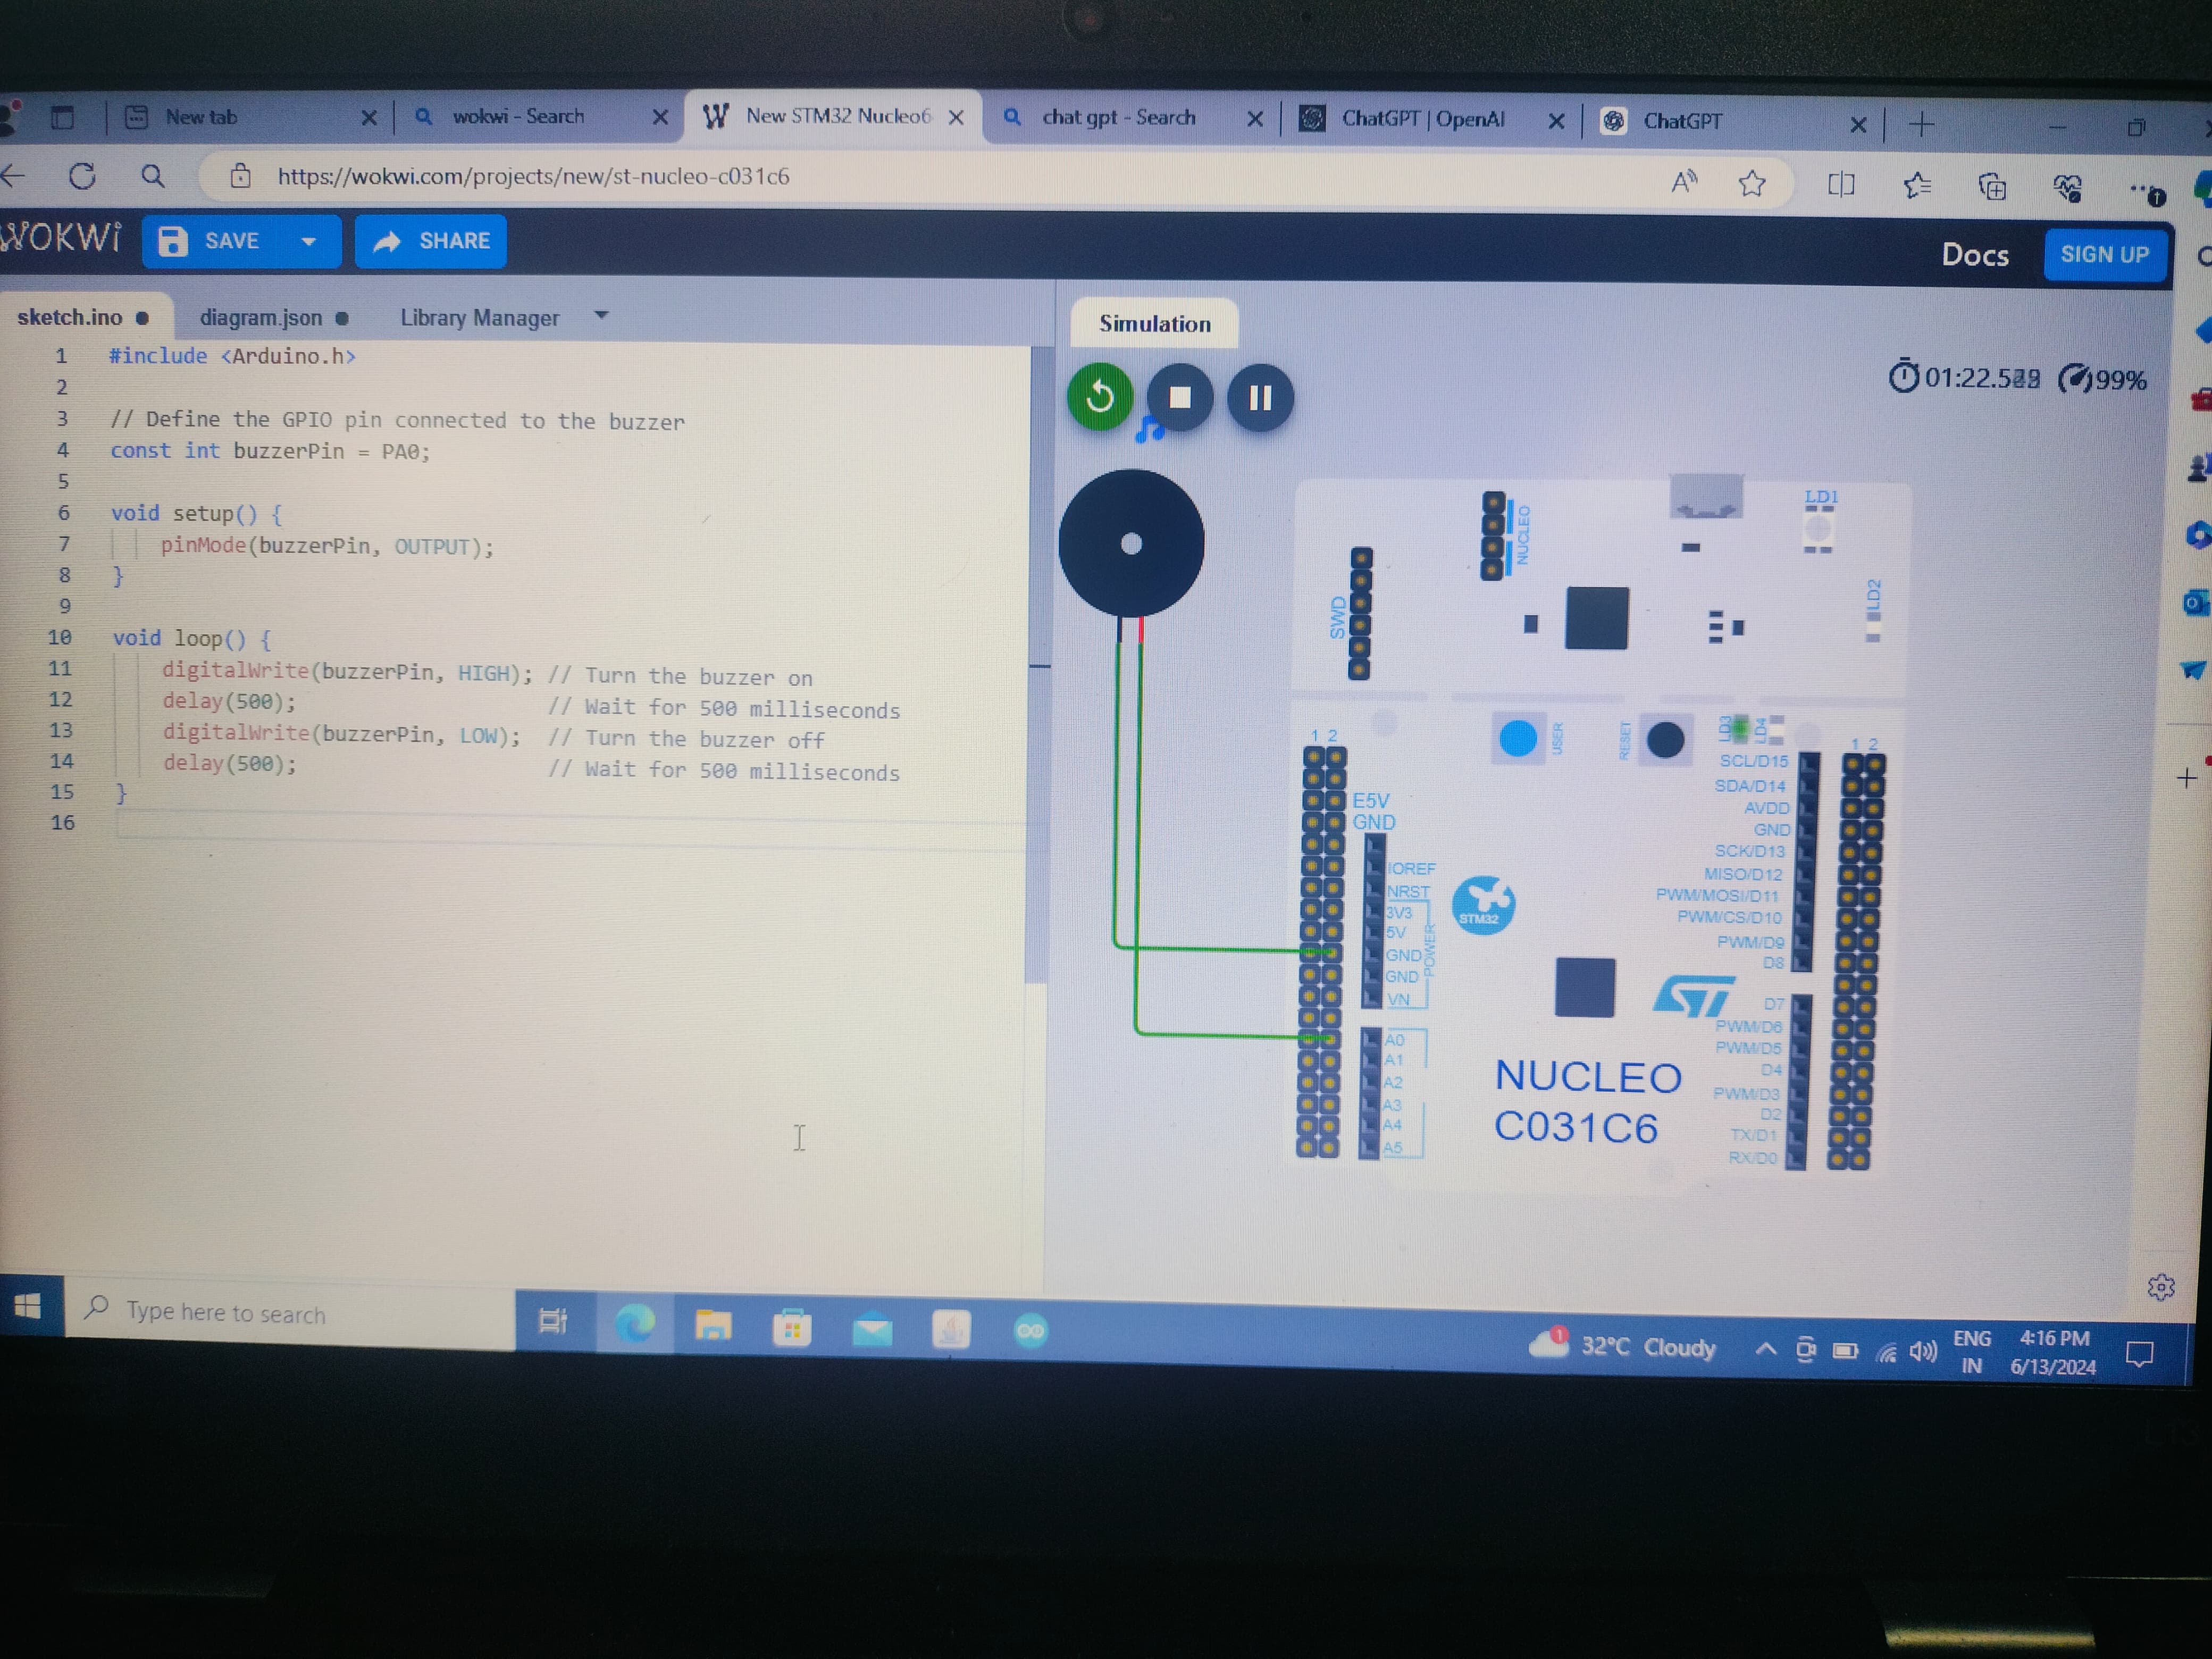 New tab
wokwi - Search
New STM32 Nucleo6
chat gpt - Search
ChatGPT | OpenAI
ChatGPT
https://wokwi.com/projects/new/st-nucleo-c031c6
WOKWi
SAVE
SHARE
Docs
SIGN UP
sketch.ino
diagram.json
Library Manager
Simulation
1 #include <Arduino.h>
2
3 // Define the GPIO pin connected to the buzzer
4 const int buzzerPin = PA0;
5
6 void setup() {
7 pinMode(buzzerPin, OUTPUT);
8 }
9
10 void loop() {
11 digitalWrite(buzzerPin, HIGH); // Turn the buzzer on
12 delay(500); // Wait for 500 milliseconds
13 digitalWrite(buzzerPin, LOW); // Turn the buzzer off
14 delay(500); // Wait for 500 milliseconds
15 }
16
99%
NUCLEO
LD1
SWD
LD2
USER
RESET
LD3
LD4
1 2
1 2
E5V
GND
IOREF
NRST
3V3
5V
GND
GND
VN
POWER
A0
A1
A2
A3
A4
A5
STM32
ST
SCL/D15
SDA/D14
AVDD
GND
SCK/D13
MISO/D12
PWM/MOSI/D11
PWM/CS/D10
PWM/D9
D8
D7
PWM/D6
PWM/D5
D4
PWM/D3
D2
TX/D1
RX/D0
NUCLEO
C031C6
Type here to search
1
32°C Cloudy
ENG
IN
4:16 PM
6/13/2024